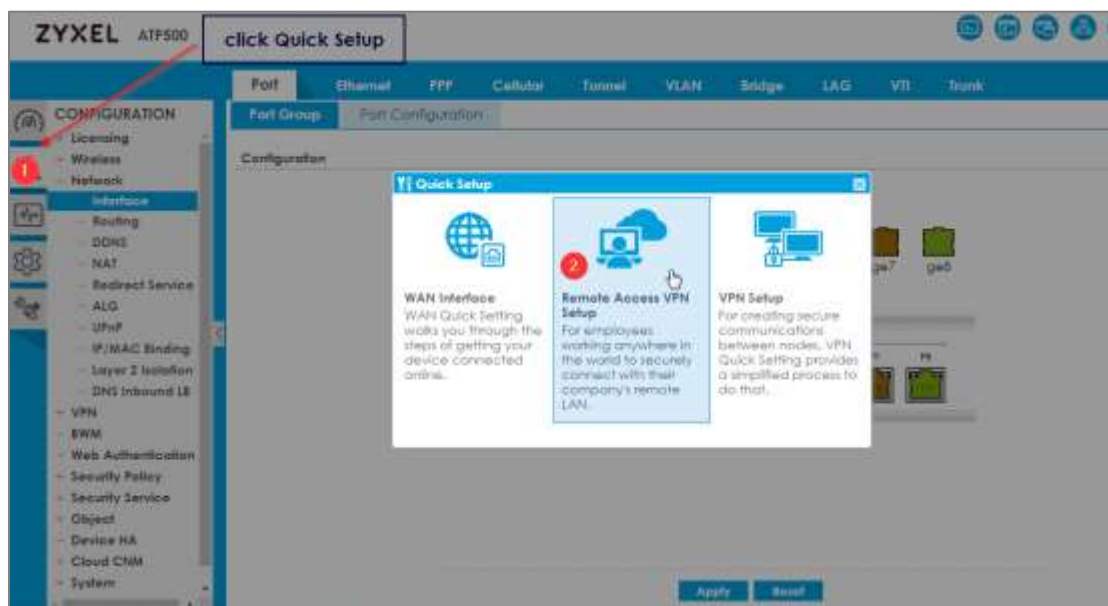 ZYXEL ATP500
click Quick Setup
Port Ethernet PPP Cellular Tunnel VLAN Bridge LAG VTI Trunk
CONFIGURATION
Port Group Port Configuration
Licensing
Wireless
Configuration
1
Network
Interface
Quick Setup
Routing
DDNS
NAT
ge7 ge8
2
Redirect Service
ALG
UPnP
IP/MAC Binding
Layer 2 Isolation
DNS Inbound LB
VPN
BWM
Web Authentication
Security Policy
Security Service
Object
Device HA
Cloud CNM
System
WAN Interface
WAN Quick Setting
walks you through the
steps of getting your
device connected
online.
Remote Access VPN
Setup
For employees
working anywhere in
the world to securely
connect with their
company's remote
LAN.
VPN Setup
For creating secure
communications
between nodes, VPN
Quick Setting provides
a simplified process to
do that.
P8
Apply Reset